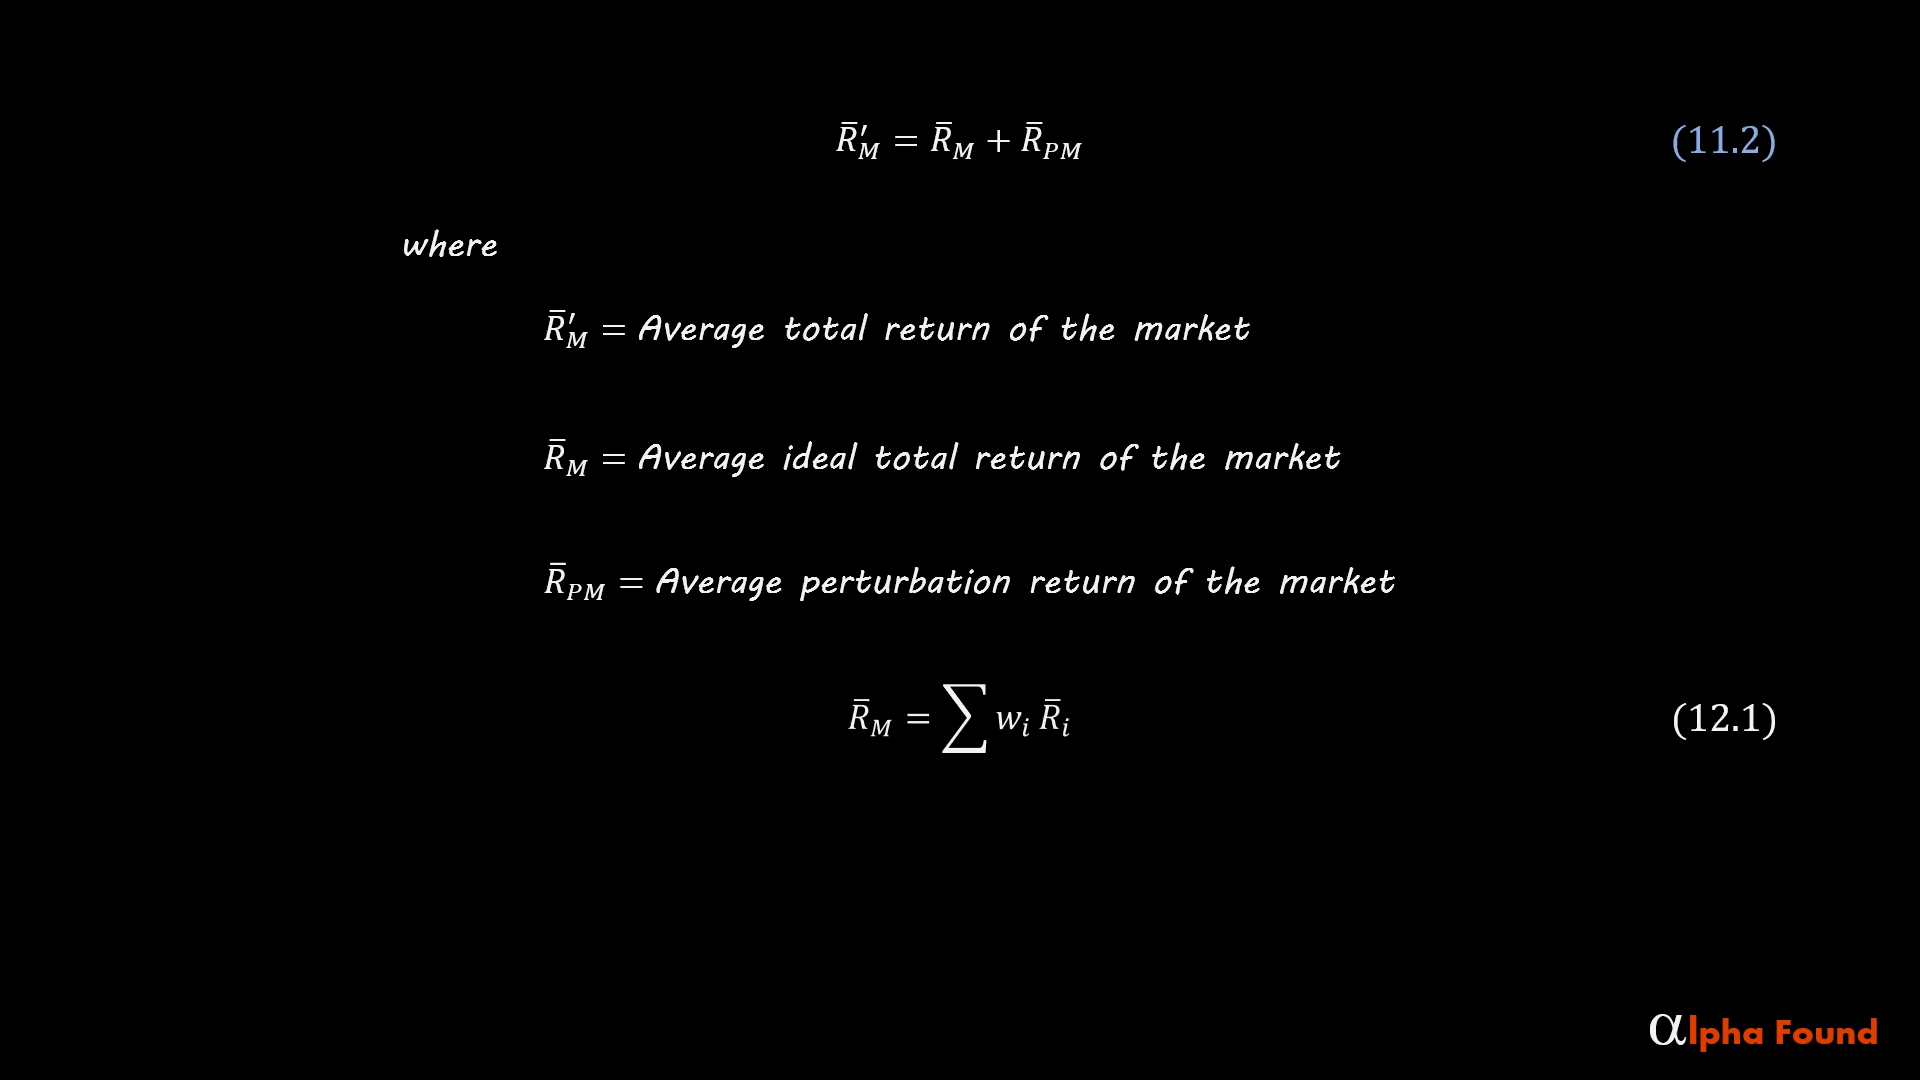 R̄′_M = R̄_M + R̄_PM (11.2)
where
R̄′_M = Average total return of the market
R̄_M = Average ideal total return of the market
R̄_PM = Average perturbation return of the market
R̄_M = ∑ w_i R̄_i (12.1)
αlpha Found